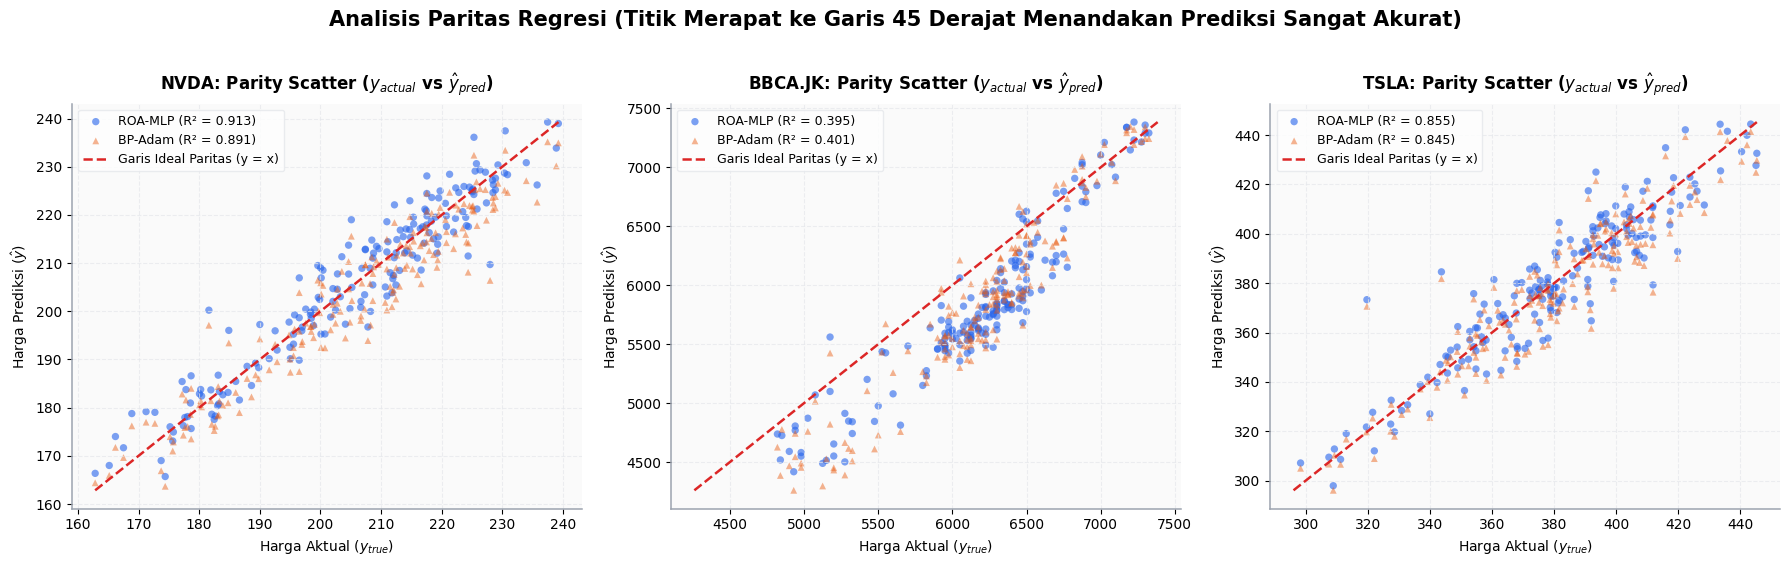 Analisis Paritas Regresi (Titik Merapat ke Garis 45 Derajat Menandakan Prediksi Sangat Akurat)
NVDA: Parity Scatter (y_actual vs ŷ_pred)
ROA-MLP (R² = 0.913)
BP-Adam (R² = 0.891)
Garis Ideal Paritas (y = x)
Harga Prediksi (ŷ)
240
230
220
210
200
190
180
170
160
160 170 180 190 200 210 220 230 240
Harga Aktual (y_true)
BBCA.JK: Parity Scatter (y_actual vs ŷ_pred)
ROA-MLP (R² = 0.395)
BP-Adam (R² = 0.401)
Garis Ideal Paritas (y = x)
Harga Prediksi (ŷ)
7500
7000
6500
6000
5500
5000
4500
4500 5000 5500 6000 6500 7000 7500
Harga Aktual (y_true)
TSLA: Parity Scatter (y_actual vs ŷ_pred)
ROA-MLP (R² = 0.855)
BP-Adam (R² = 0.845)
Garis Ideal Paritas (y = x)
Harga Prediksi (ŷ)
440
420
400
380
360
340
320
300
300 320 340 360 380 400 420 440
Harga Aktual (y_true)